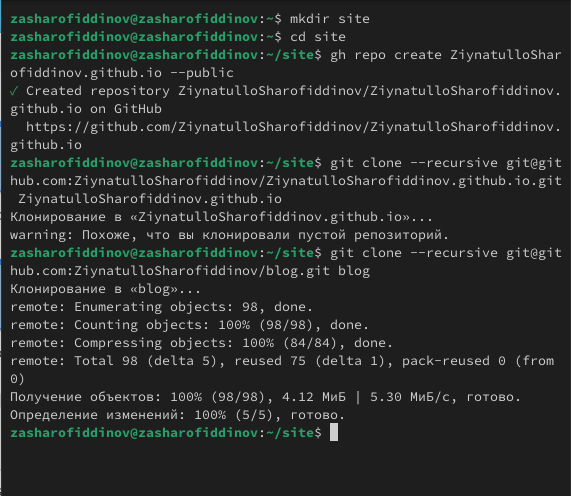 zasharofiddinov@zasharofiddinov:~$ mkdir site
zasharofiddinov@zasharofiddinov:~$ cd site
zasharofiddinov@zasharofiddinov:~/site$ gh repo create ZiynatulloShar
ofiddinov.github.io --public
✓ Created repository ZiynatulloSharofiddinov/ZiynatulloSharofiddinov.
github.io on GitHub
  https://github.com/ZiynatulloSharofiddinov/ZiynatulloSharofiddinov.
github.io
zasharofiddinov@zasharofiddinov:~/site$ git clone --recursive git@git
hub.com:ZiynatulloSharofiddinov/ZiynatulloSharofiddinov.github.io.git
 ZiynatulloSharofiddinov.github.io
Клонирование в «ZiynatulloSharofiddinov.github.io»...
warning: Похоже, что вы клонировали пустой репозиторий.
zasharofiddinov@zasharofiddinov:~/site$ git clone --recursive git@git
hub.com:ZiynatulloSharofiddinov/blog.git blog
Клонирование в «blog»...
remote: Enumerating objects: 98, done.
remote: Counting objects: 100% (98/98), done.
remote: Compressing objects: 100% (84/84), done.
remote: Total 98 (delta 5), reused 75 (delta 1), pack-reused 0 (from
0)
Получение объектов: 100% (98/98), 4.12 МиБ | 5.30 МиБ/с, готово.
Определение изменений: 100% (5/5), готово.
zasharofiddinov@zasharofiddinov:~/site$